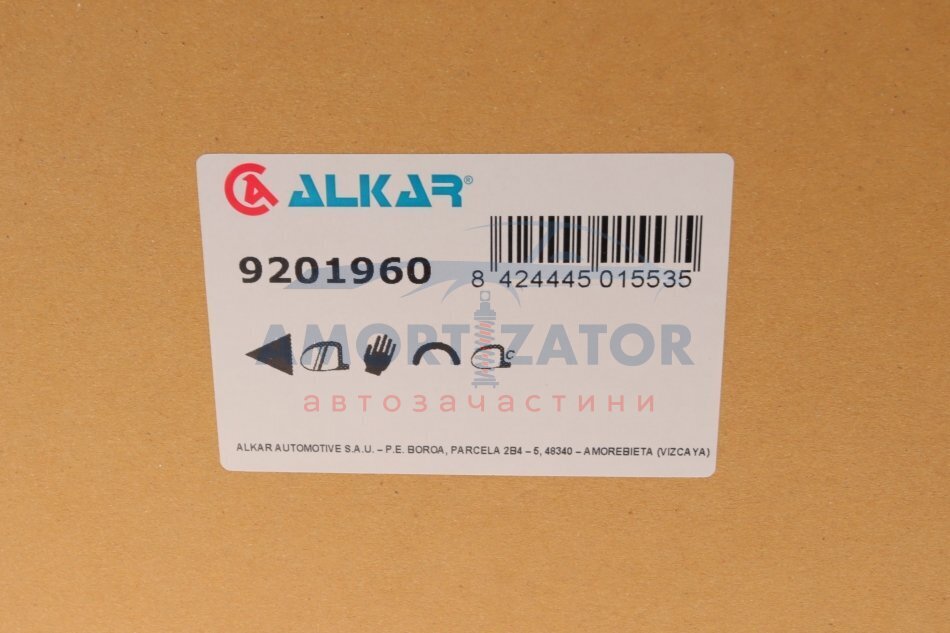 ALKAR®
9201960
8 424445 015535
AMORTIZATOR
c
автозачастини
ALKAR AUTOMOTIVE S.A.U. – P.E. BOROA, PARCELA 2B4 – 5, 48340 – AMOREBIETA (VIZCAYA)